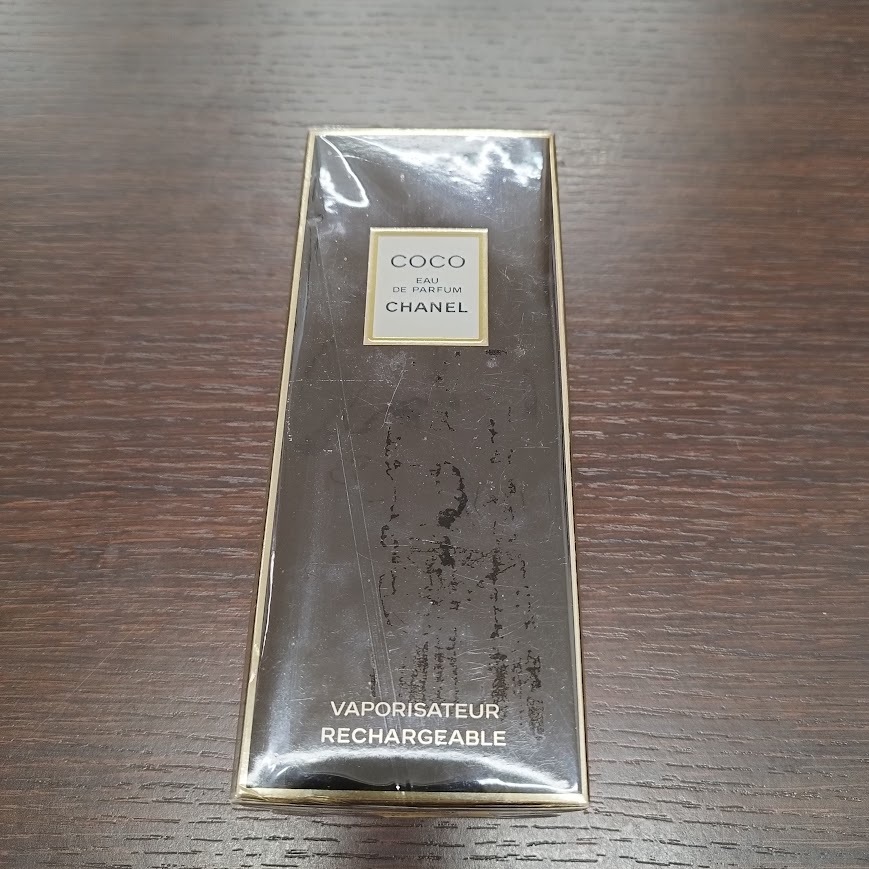 COCO
EAU
DE PARFUM
CHANEL
VAPORISATEUR
RECHARGEABLE